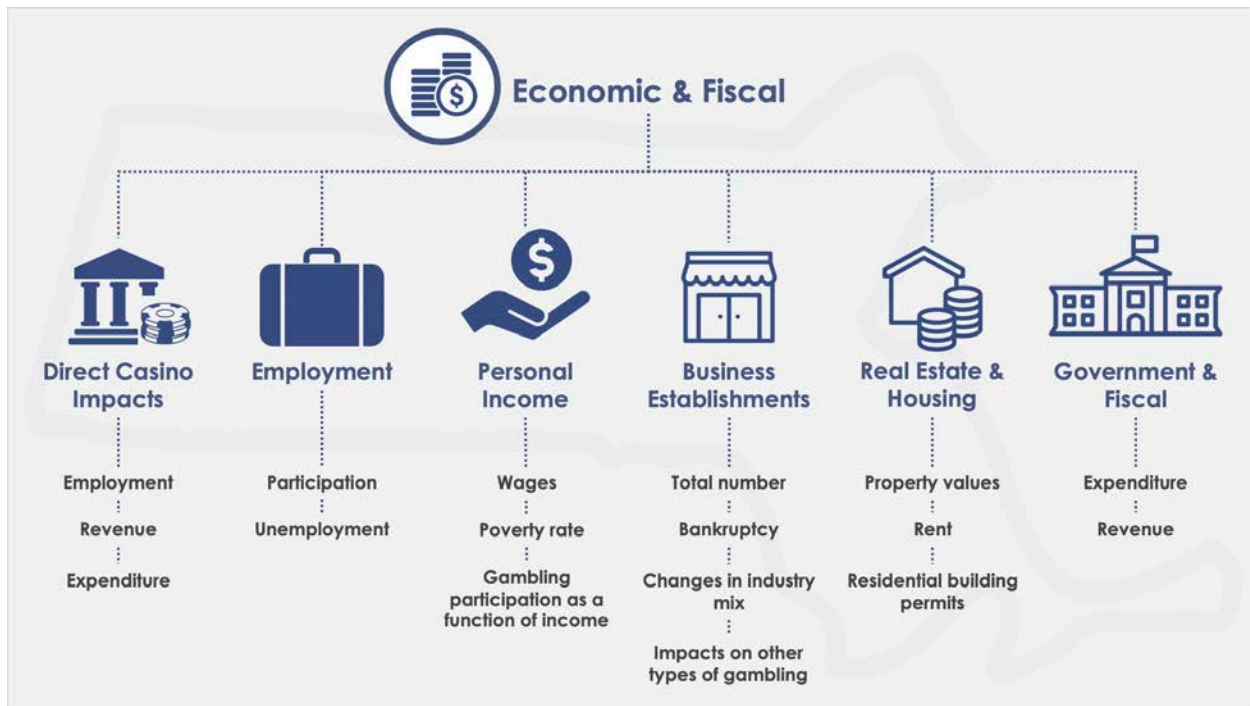 Economic & Fiscal
Direct Casino
Impacts
Employment
Revenue
Expenditure
Employment
Participation
Unemployment
Personal
Income
Wages
Poverty rate
Gambling
participation as a
function of income
Business
Establishments
Total number
Bankruptcy
Changes in industry
mix
Impacts on other
types of gambling
Real Estate &
Housing
Property values
Rent
Residential building
permits
Government &
Fiscal
Expenditure
Revenue